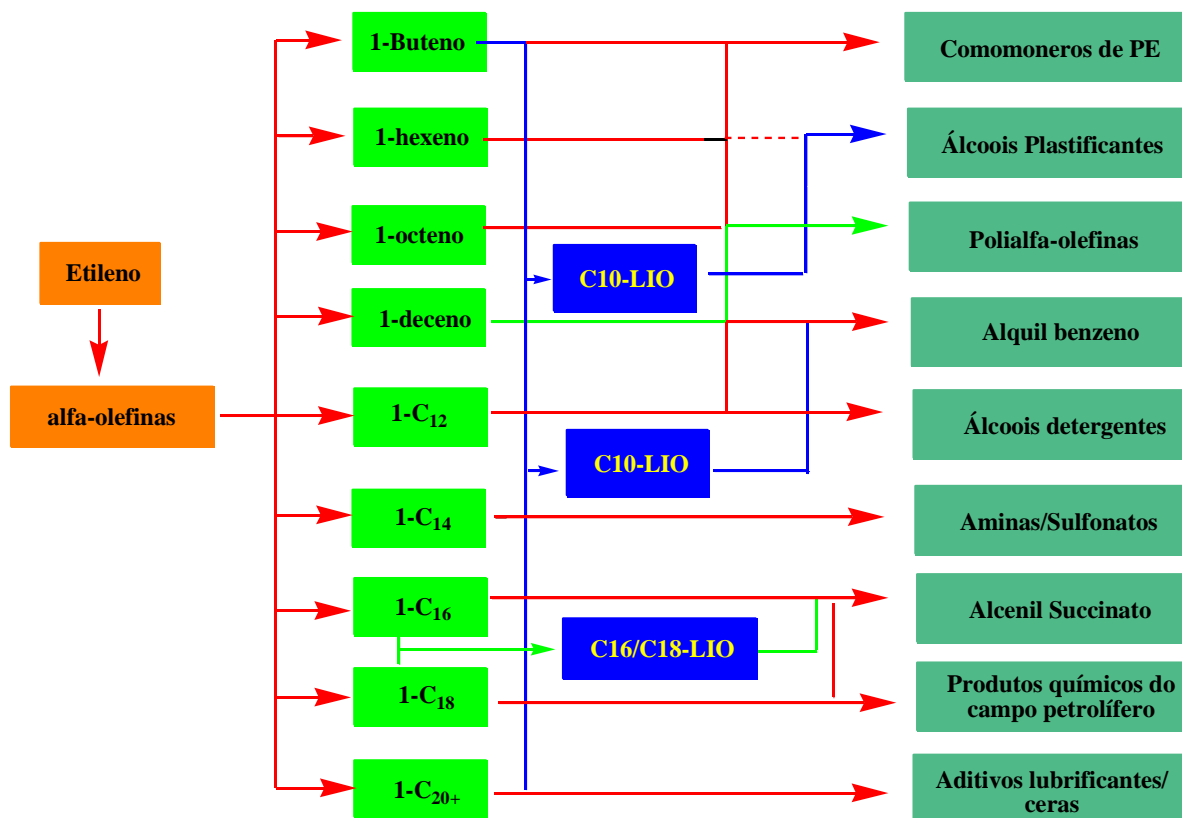 1-Buteno
Comomoneros de PE
1-hexeno
Álcoois Plastificantes
1-octeno
Polialfa-olefinas
Etileno
C10-LIO
1-deceno
Alquil benzeno
alfa-olefinas
1-C12
Álcoois detergentes
C10-LIO
1-C14
Aminas/Sulfonatos
1-C16
Alcenil Succinato
C16/C18-LIO
1-C18
Produtos químicos do
campo petrolífero
1-C20+
Aditivos lubrificantes/
ceras